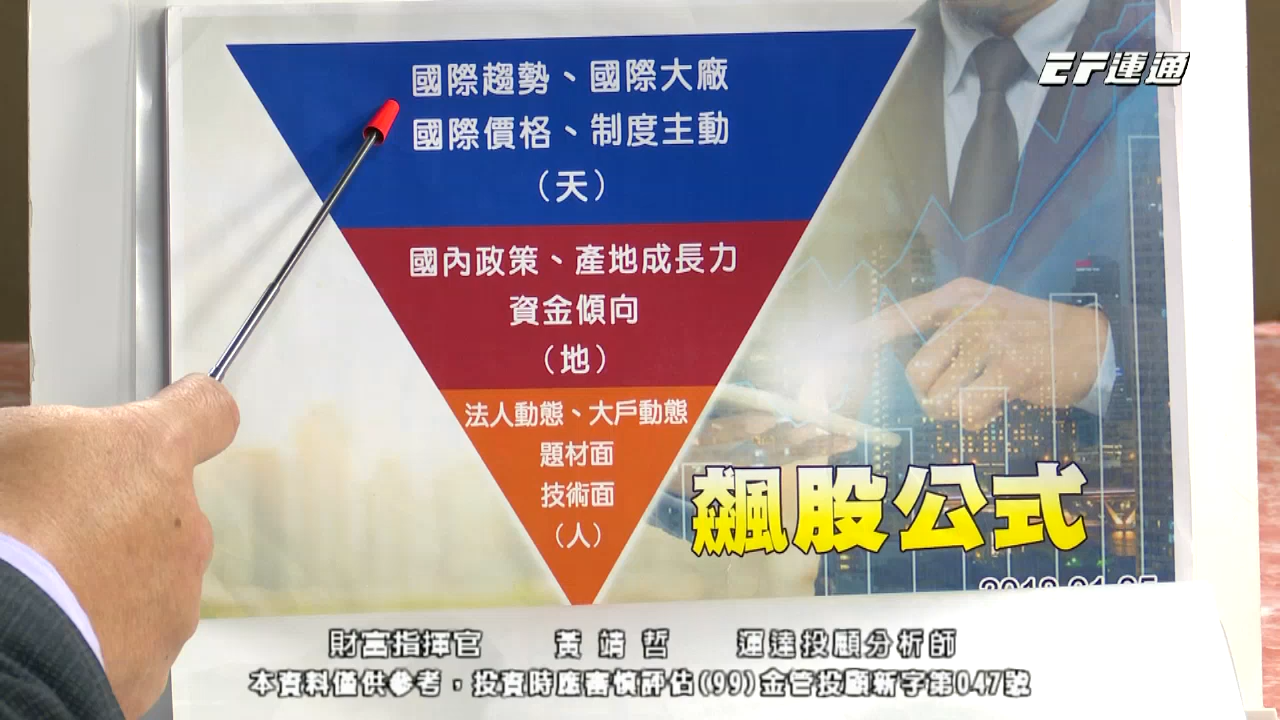 國際趨勢、國際大廠
國際價格、制度主動
（天）
國內政策、產地成長力
資金傾向
（地）
法人動態、大戶動態
題材面
技術面
（人）
EF運通
飆股公式
財富指揮官 黃靖哲 運達投顧分析師
本資料僅供參考，投資時應審慎評估(99)金管投顧新字第047號